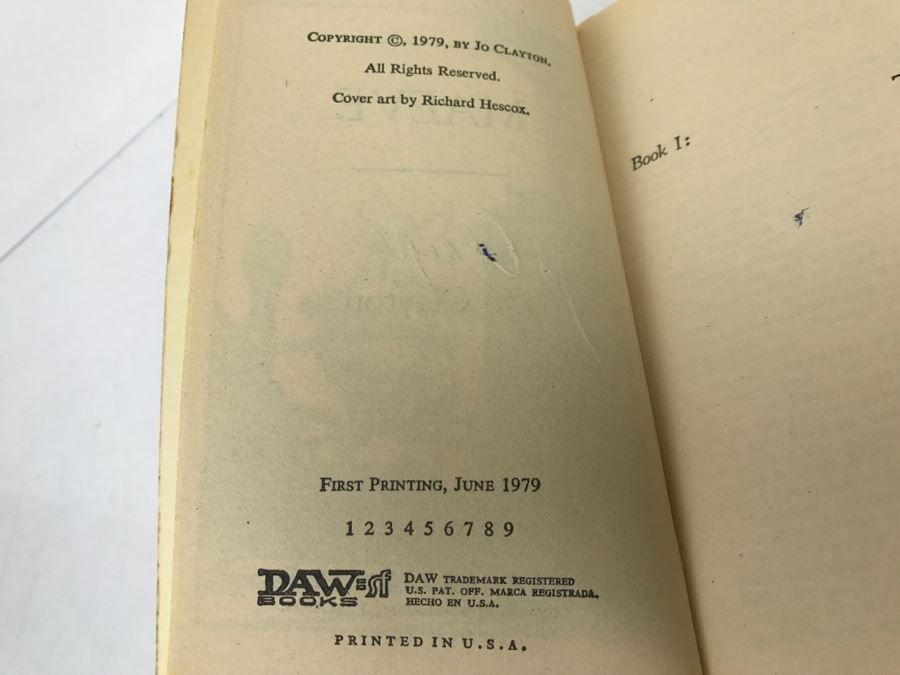 COPYRIGHT ©, 1979, BY JO CLAYTON.
All Rights Reserved.
Cover art by Richard Hescox.
Book I:
FIRST PRINTING, JUNE 1979
1 2 3 4 5 6 7 8 9
DAW=sf
BOOKS
DAW TRADEMARK REGISTERED
U.S. PAT. OFF. MARCA REGISTRADA.
HECHO EN U.S.A.
PRINTED IN U.S.A.